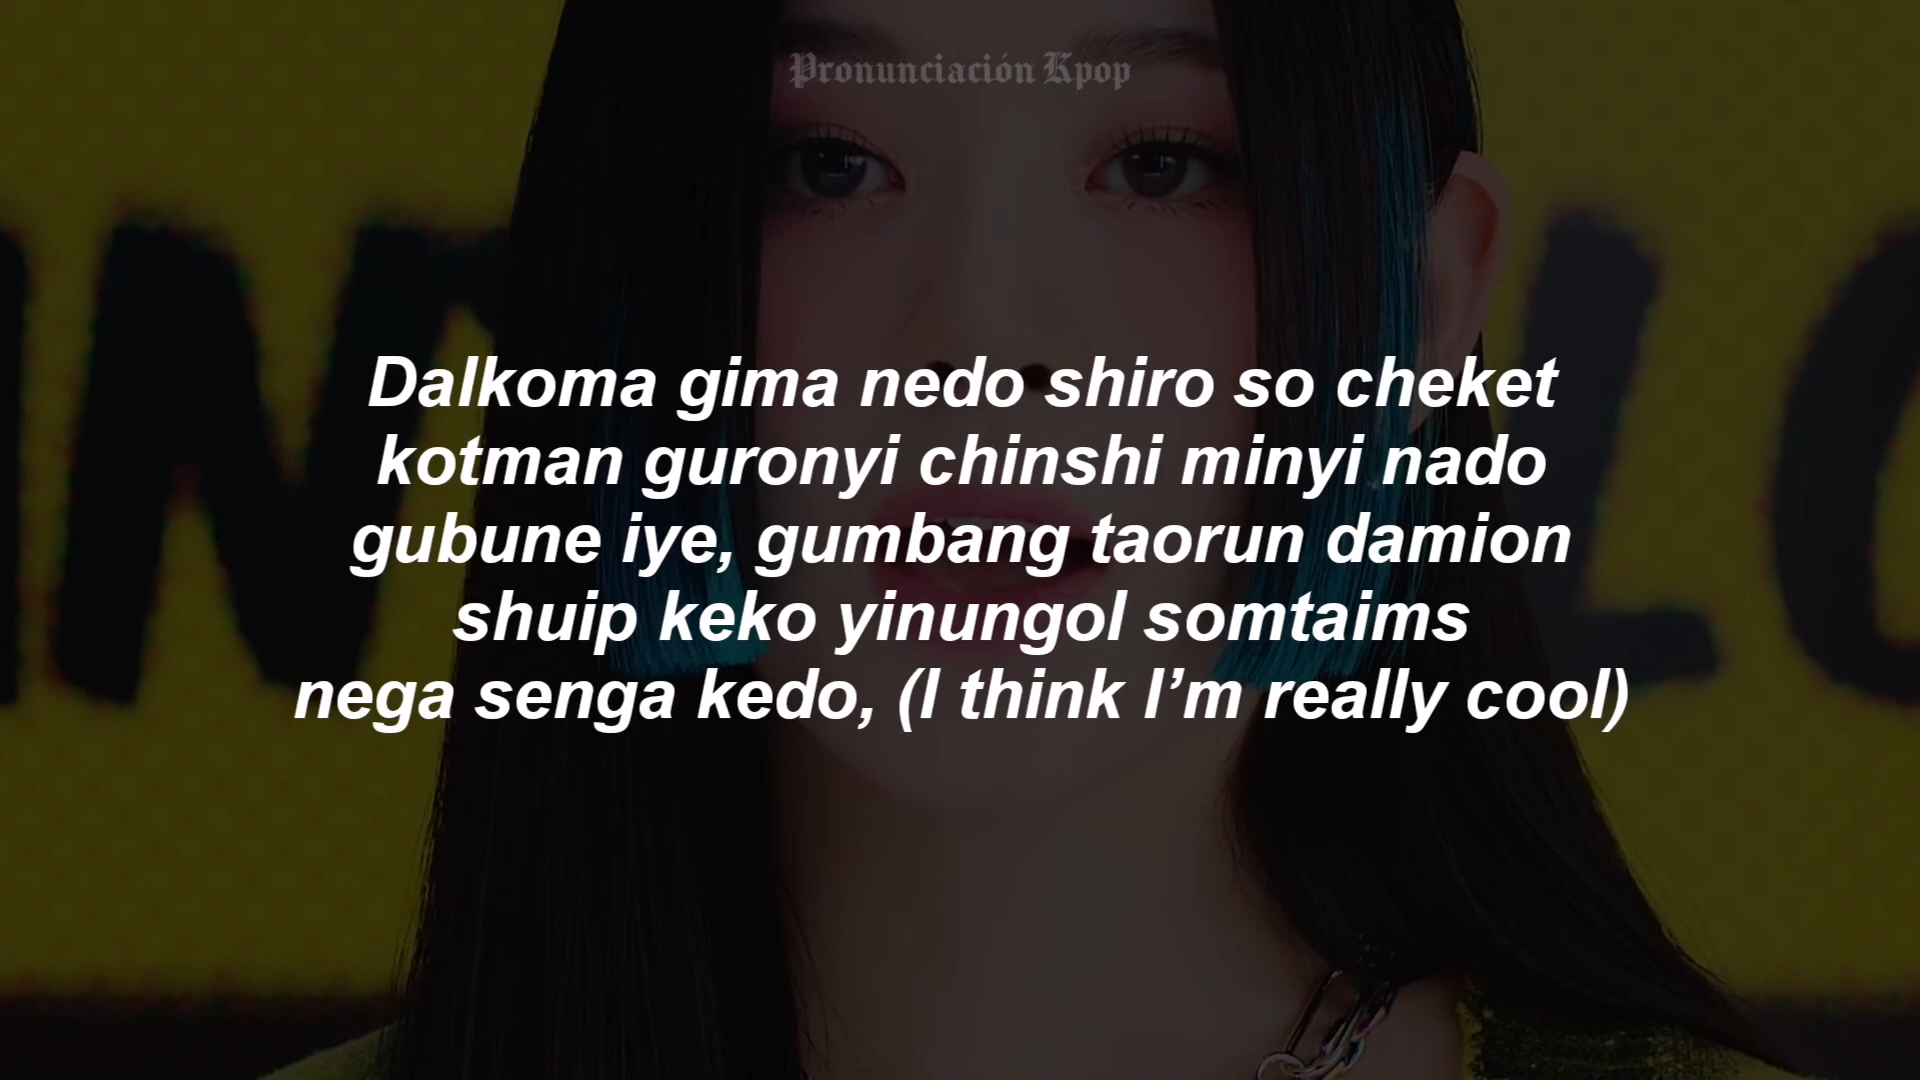 Pronunciación Kpop
Dalkoma gima nedo shiro so cheket
kotman guronyi chinshi minyi nado
gubune iye, gumbang taorun damion
shuip keko yinungol somtaims
nega senga kedo, (I think I’m really cool)